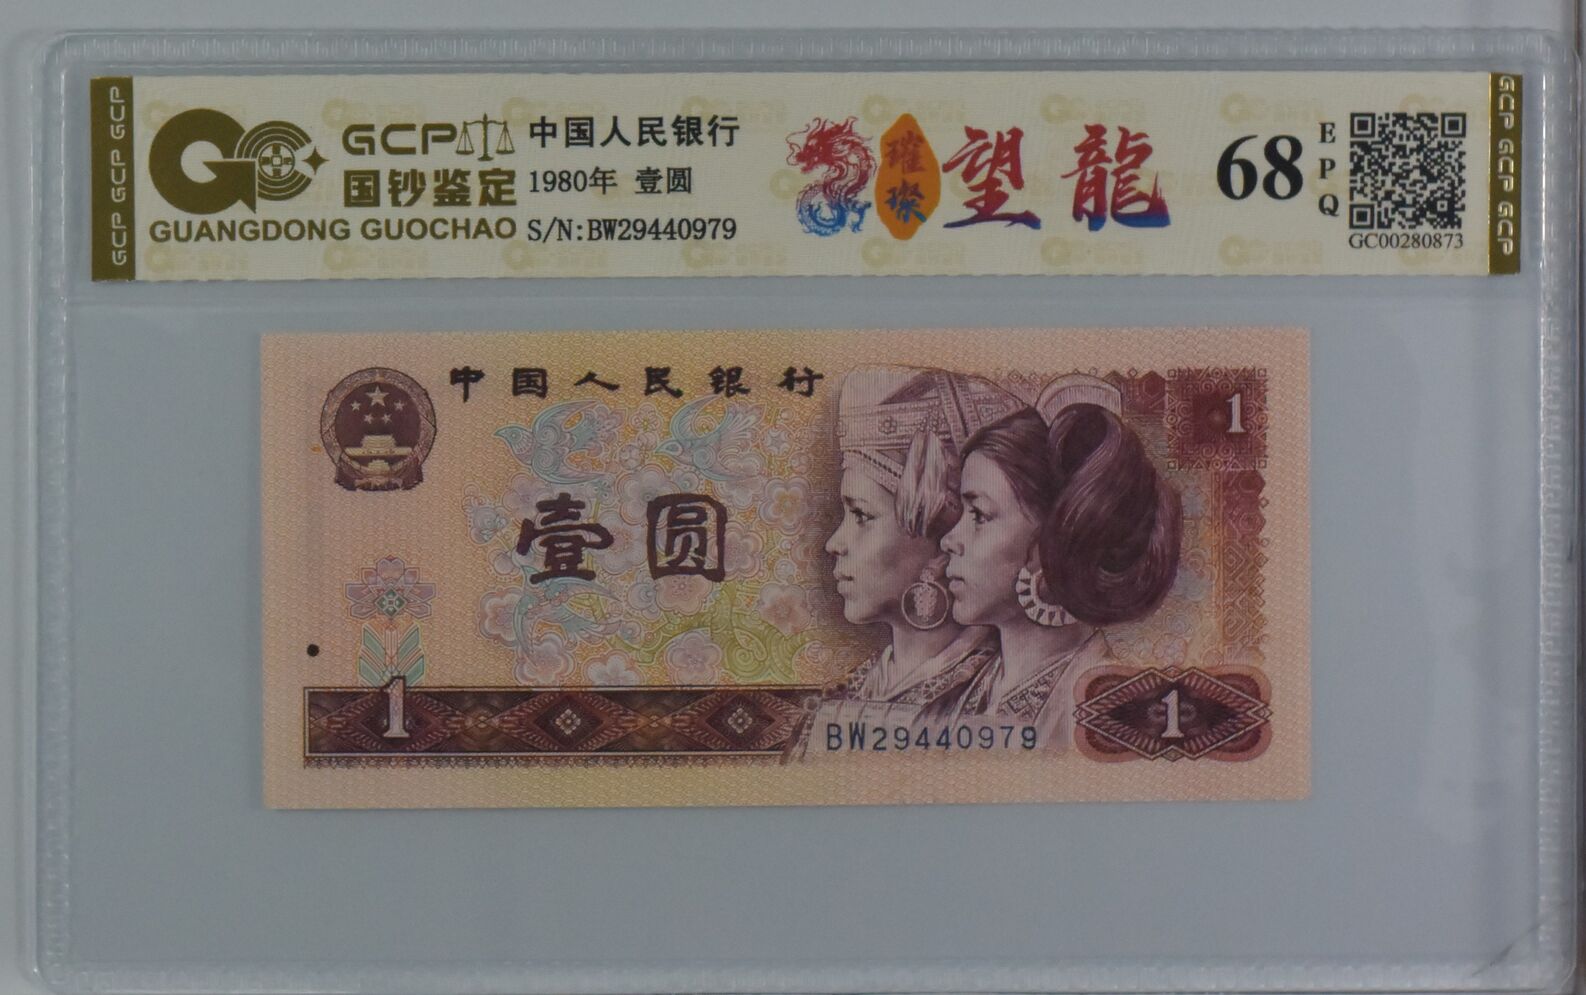 GCP GCP GCP
GCP
国钞鉴定
GUANGDONG GUOCHAO
中国人民银行
1980年 壹圆
S/N:BW29440979
璀璨
望龍
68
EPQ
GC00280873
GCP GCP GCP
中国人民银行
1
壹圆
1
BW29440979
1